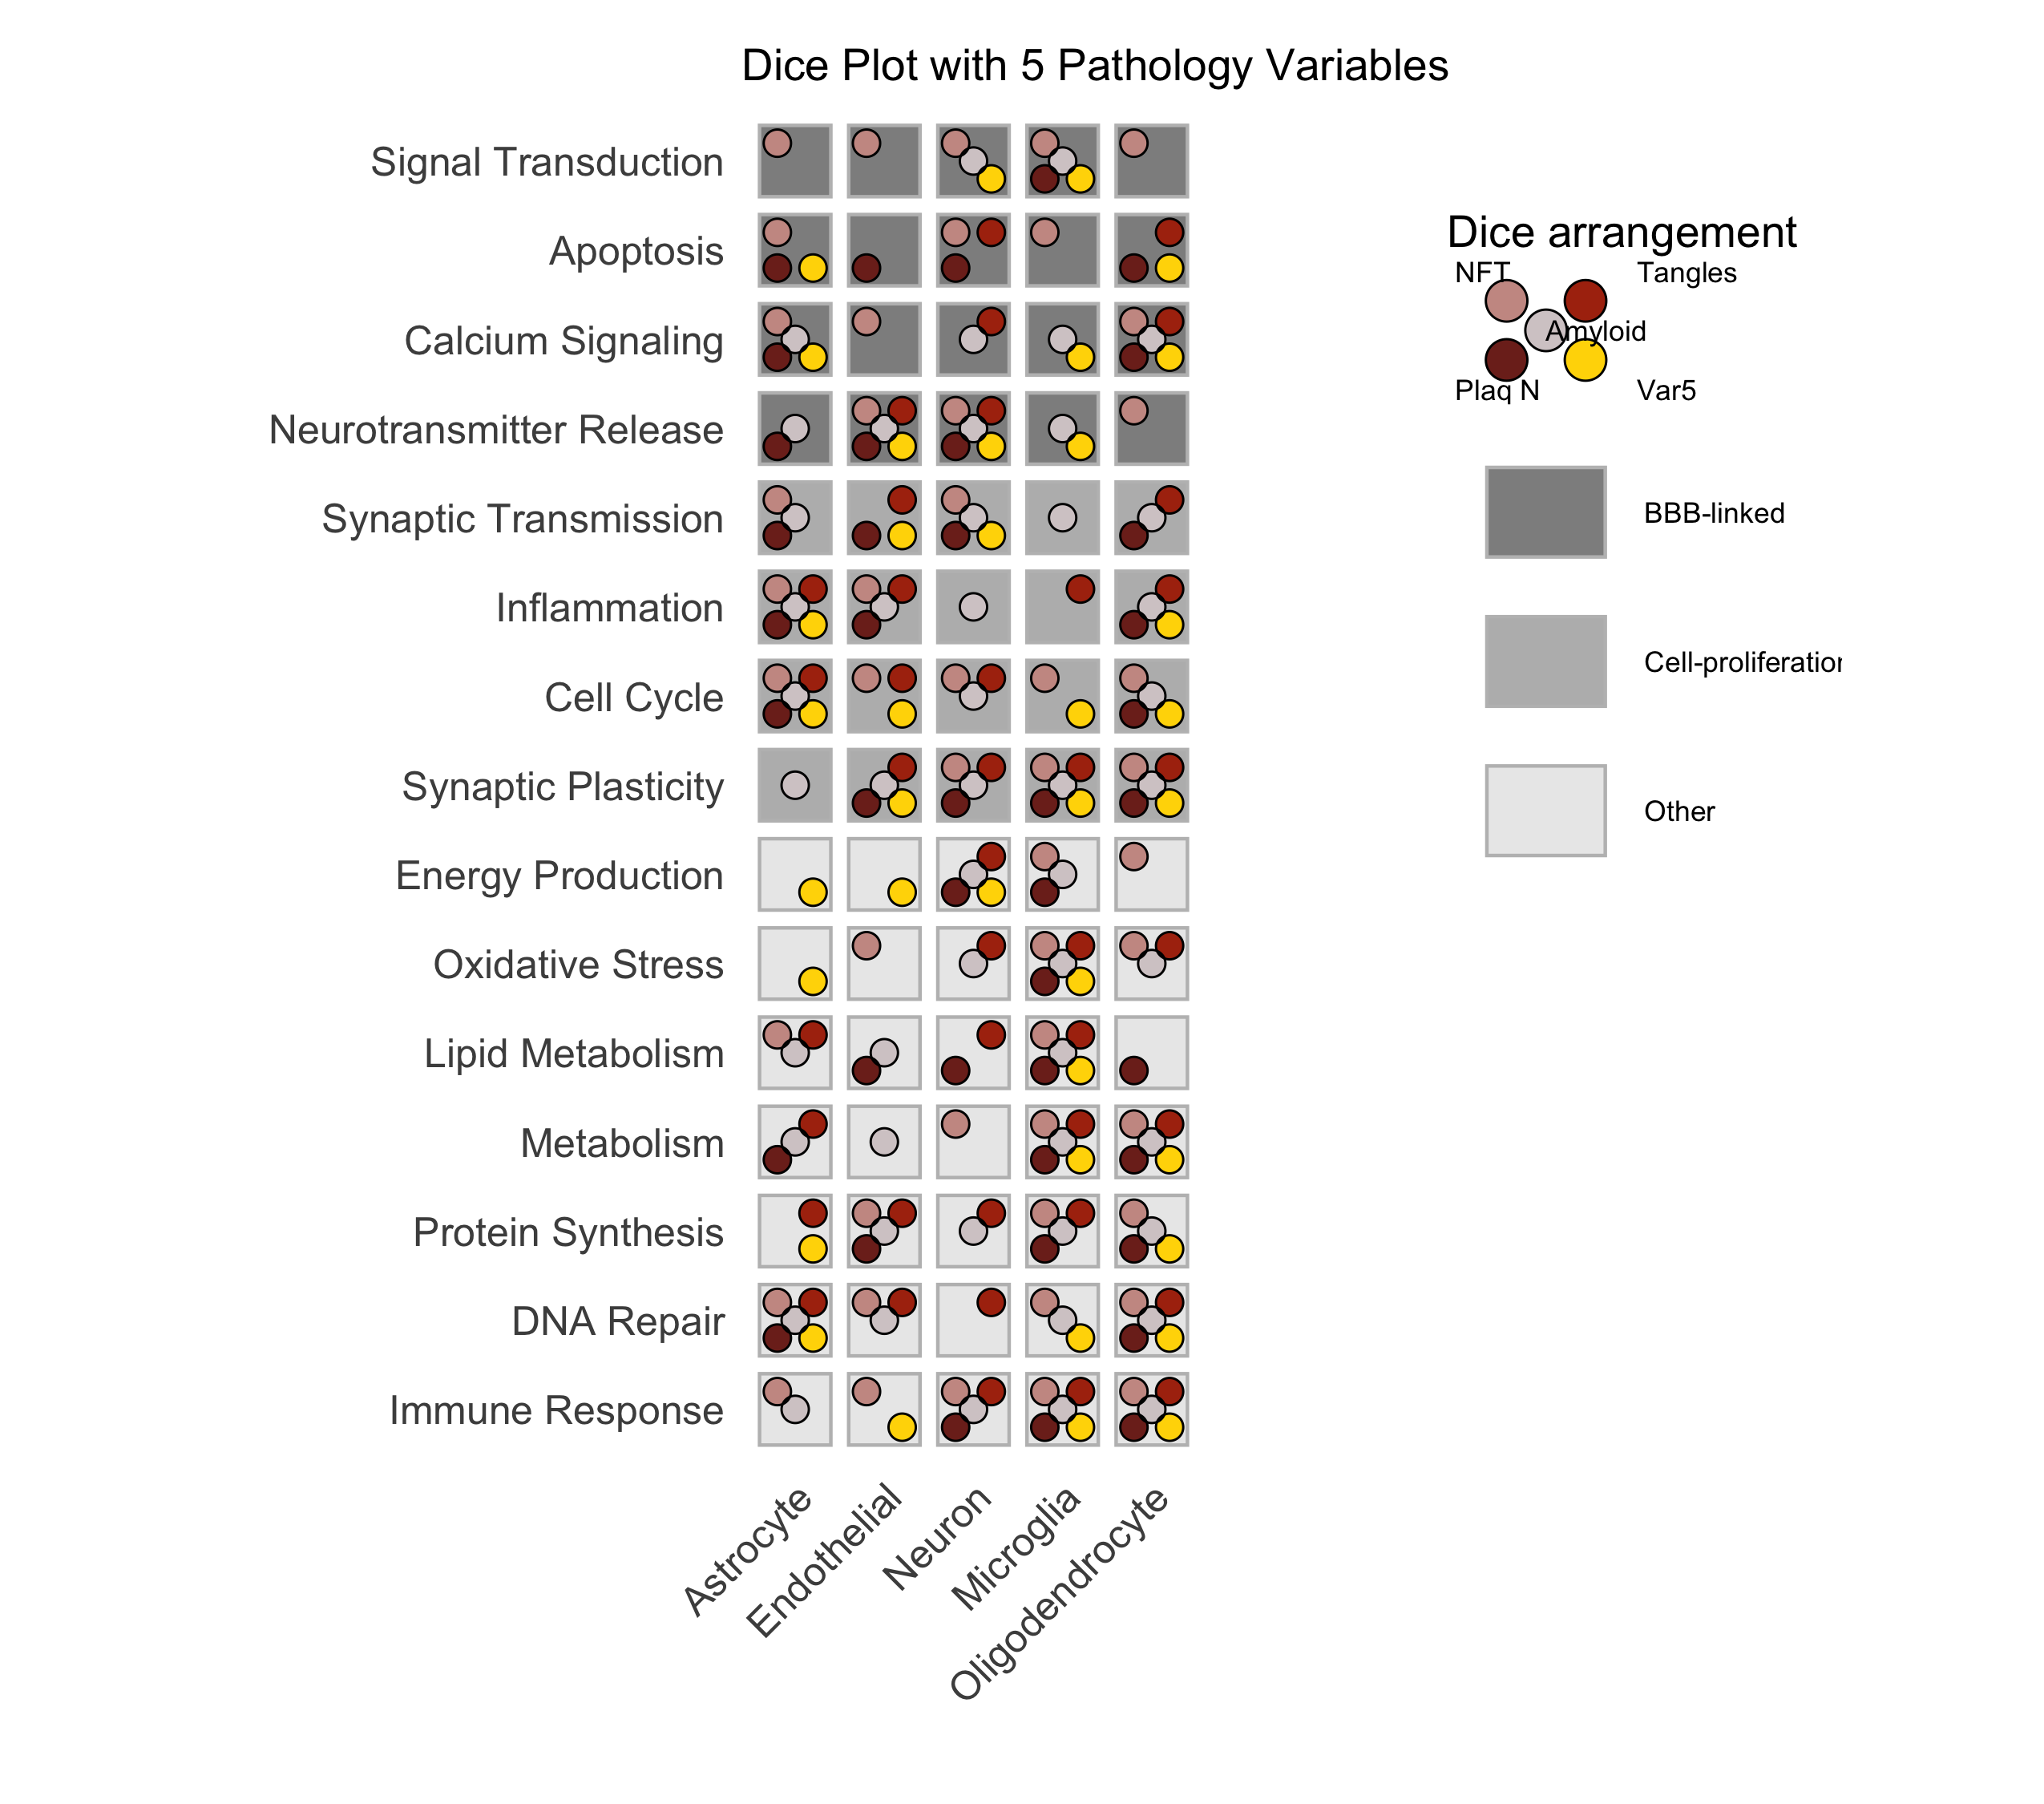 Dice Plot with 5 Pathology Variables
Signal Transduction
Apoptosis
Calcium Signaling
Neurotransmitter Release
Synaptic Transmission
Inflammation
Cell Cycle
Synaptic Plasticity
Energy Production
Oxidative Stress
Lipid Metabolism
Metabolism
Protein Synthesis
DNA Repair
Immune Response
Astrocyte
Endothelial
Neuron
Microglia
Oligodendrocyte
Dice arrangement
NFT
Tangles
Amyloid
Plaq N
Var5
BBB-linked
Cell-proliferation
Other